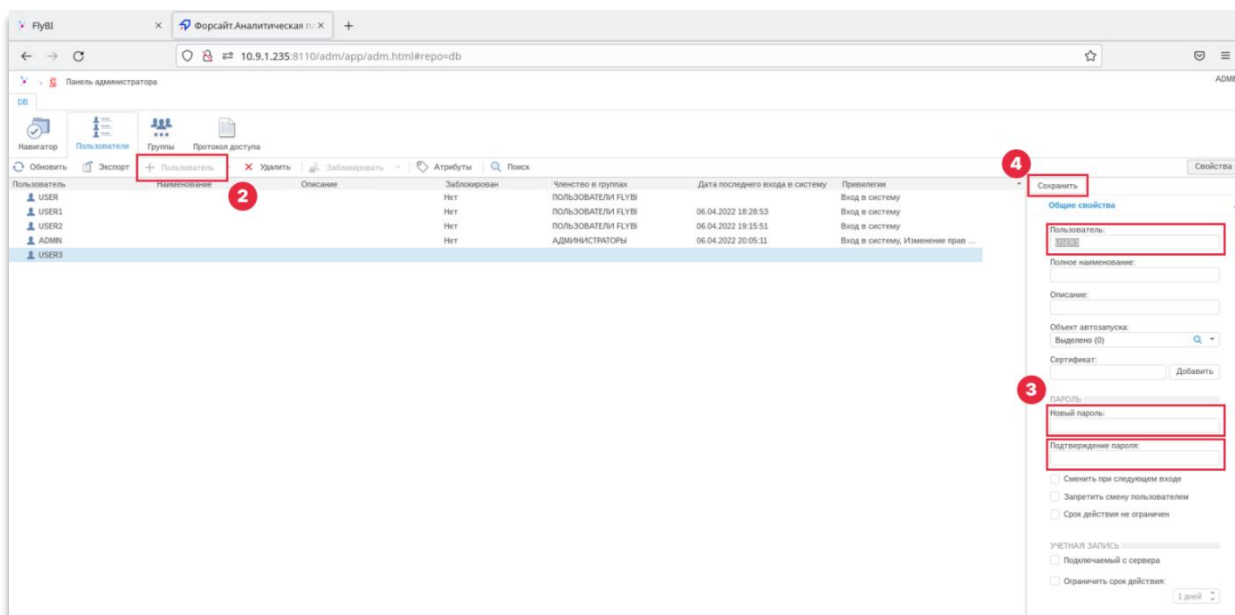 FlyBI
Форсайт.Аналитическая пл
10.9.1.235:8110/adm/app/adm.html#repo=db
Панель администратора
ADMIN
DB
Навигатор Пользователи Группы Протокол доступа
Обновить Экспорт + Пользователь Удалить Заблокировать Атрибуты Поиск
4
Свойства
2
Пользователь Наименование Описание Заблокирован Членство в группах Дата последнего входа в систему Привилегии
USER Нет ПОЛЬЗОВАТЕЛИ FLYBI Вход в систему
USER1 Нет ПОЛЬЗОВАТЕЛИ FLYBI 06.04.2022 18:28:53 Вход в систему
USER2 Нет ПОЛЬЗОВАТЕЛИ FLYBI 06.04.2022 19:15:51 Вход в систему
ADMIN Нет АДМИНИСТРАТОРЫ 06.04.2022 20:05:11 Вход в систему, Изменение прав ...
USER3
Сохранить
Общие свойства
Пользователь:
USER3
Полное наименование:
Описание:
Объект автозапуска:
Выделено (0)
Сертификат:
Добавить
3
ПАРОЛЬ
Новый пароль:
Подтверждение пароля:
Сменить при следующем входе
Запретить смену пользователем
Срок действия не ограничен
УЧЕТНАЯ ЗАПИСЬ
Подключаемый с сервера
Ограничить срок действия:
1 дней